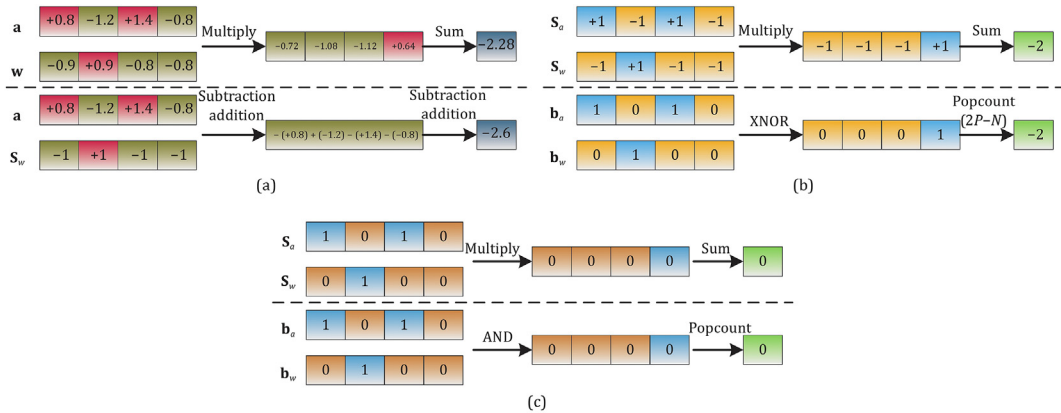 a +0.8 −1.2 +1.4 −0.8
Multiply
−0.72 −1.08 −1.12 +0.64
Sum
−2.28
w −0.9 +0.9 −0.8 −0.8
a +0.8 −1.2 +1.4 −0.8
Subtraction
addition
− (+0.8) + (−1.2) − (+1.4) − (−0.8)
Subtraction
addition
−2.6
Sw −1 +1 −1 −1
(a)
Sa +1 −1 +1 −1
Multiply
−1 −1 −1 +1
Sum
−2
Sw −1 +1 −1 −1
ba 1 0 1 0
XNOR
0 0 0 1
Popcount
(2P−N)
−2
bw 0 1 0 0
(b)
Sa 1 0 1 0
Multiply
0 0 0 0
Sum
0
Sw 0 1 0 0
ba 1 0 1 0
AND
0 0 0 0
Popcount
0
bw 0 1 0 0
(c)